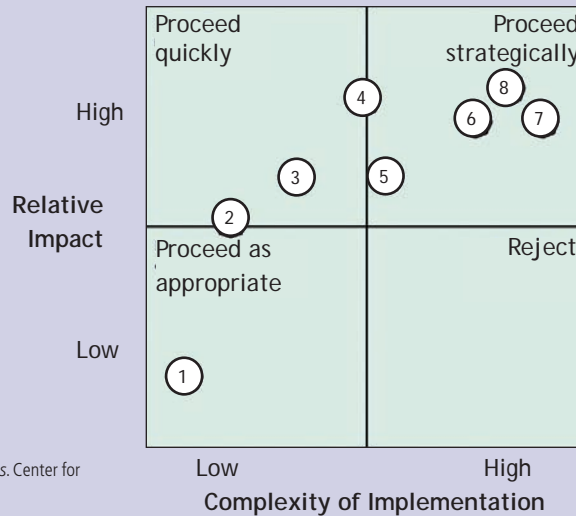 Proceed
quickly
Proceed
strategically
4
8
6
7
High
3
5
Relative
Impact
2
Proceed as
appropriate
Reject
Low
1
s. Center for
Low
High
Complexity of Implementation